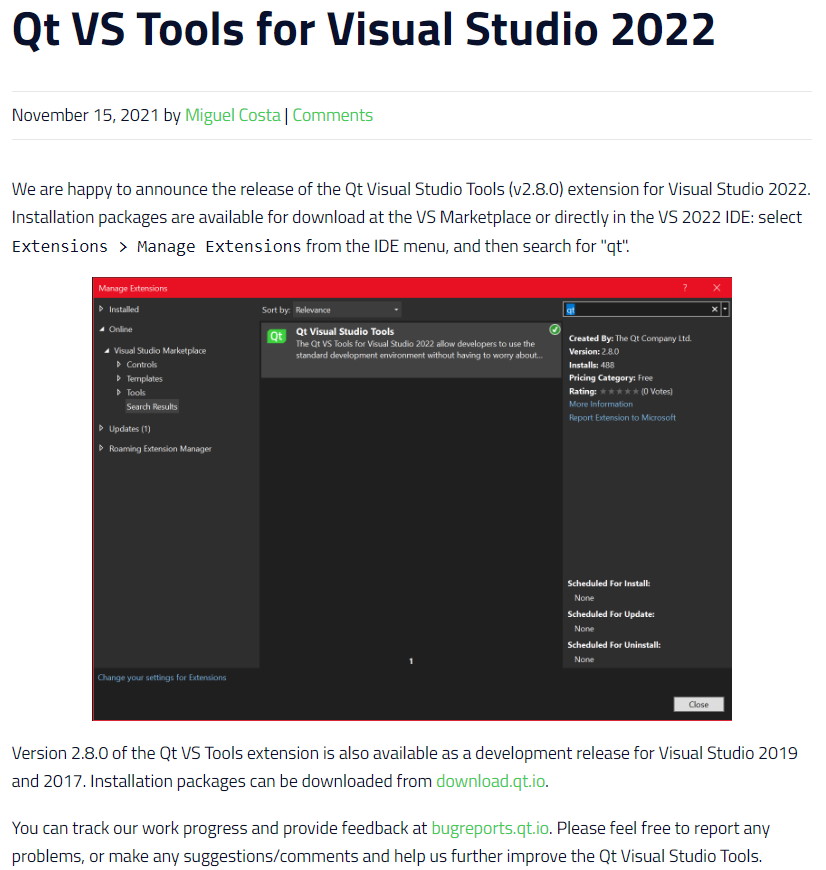 Qt VS Tools for Visual Studio 2022
November 15, 2021 by Miguel Costa | Comments
We are happy to announce the release of the Qt Visual Studio Tools (v2.8.0) extension for Visual Studio 2022.
Installation packages are available for download at the VS Marketplace or directly in the VS 2022 IDE: select
Extensions > Manage Extensions from the IDE menu, and then search for "qt".
Manage Extensions
? ×
Installed
Online
Visual Studio Marketplace
Controls
Templates
Tools
Search Results
Updates (1)
Roaming Extension Manager
Sort by: Relevance
Qt
Qt Visual Studio Tools
The Qt VS Tools for Visual Studio 2022 allow developers to use the
standard development environment without having to worry about...
1
qt
Created By: The Qt Company Ltd.
Version: 2.8.0
Installs: 488
Pricing Category: Free
Rating: ★★★★★ (0 Votes)
More Information
Report Extension to Microsoft
Scheduled For Install:
None
Scheduled For Update:
None
Scheduled For Uninstall:
None
Change your settings for Extensions
Close
Version 2.8.0 of the Qt VS Tools extension is also available as a development release for Visual Studio 2019
and 2017. Installation packages can be downloaded from download.qt.io.
You can track our work progress and provide feedback at bugreports.qt.io. Please feel free to report any
problems, or make any suggestions/comments and help us further improve the Qt Visual Studio Tools.